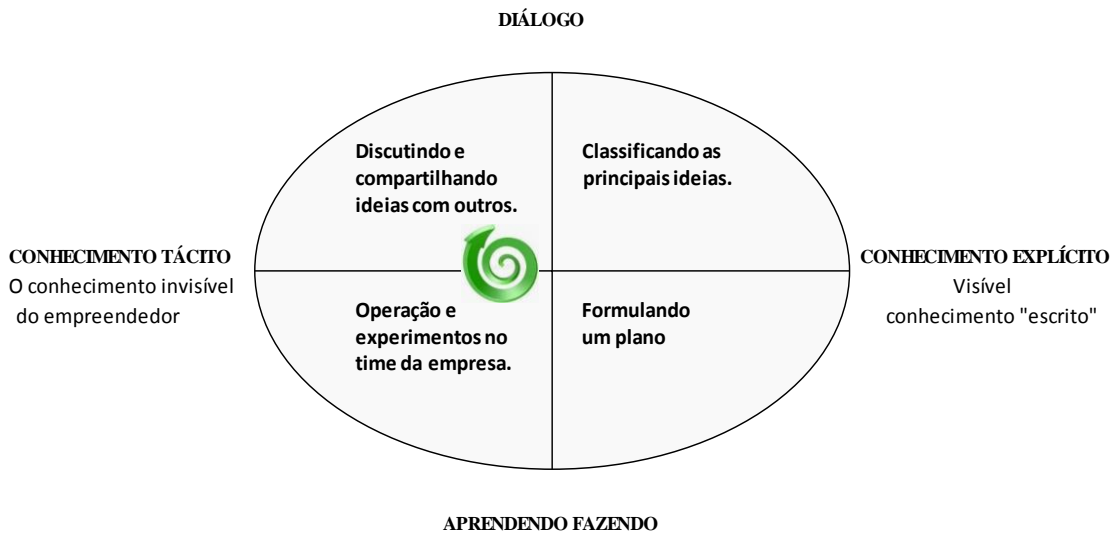 DIÁLOGO
Discutindo e
compartilhando
ideias com outros.
Classificando as
principais ideias.
CONHECIMENTO TÁCITO
O conhecimento invisível
do empreendedor
CONHECIMENTO EXPLÍCITO
Visível
conhecimento "escrito"
Operação e
experimentos no
time da empresa.
Formulando
um plano
APRENDENDO FAZENDO